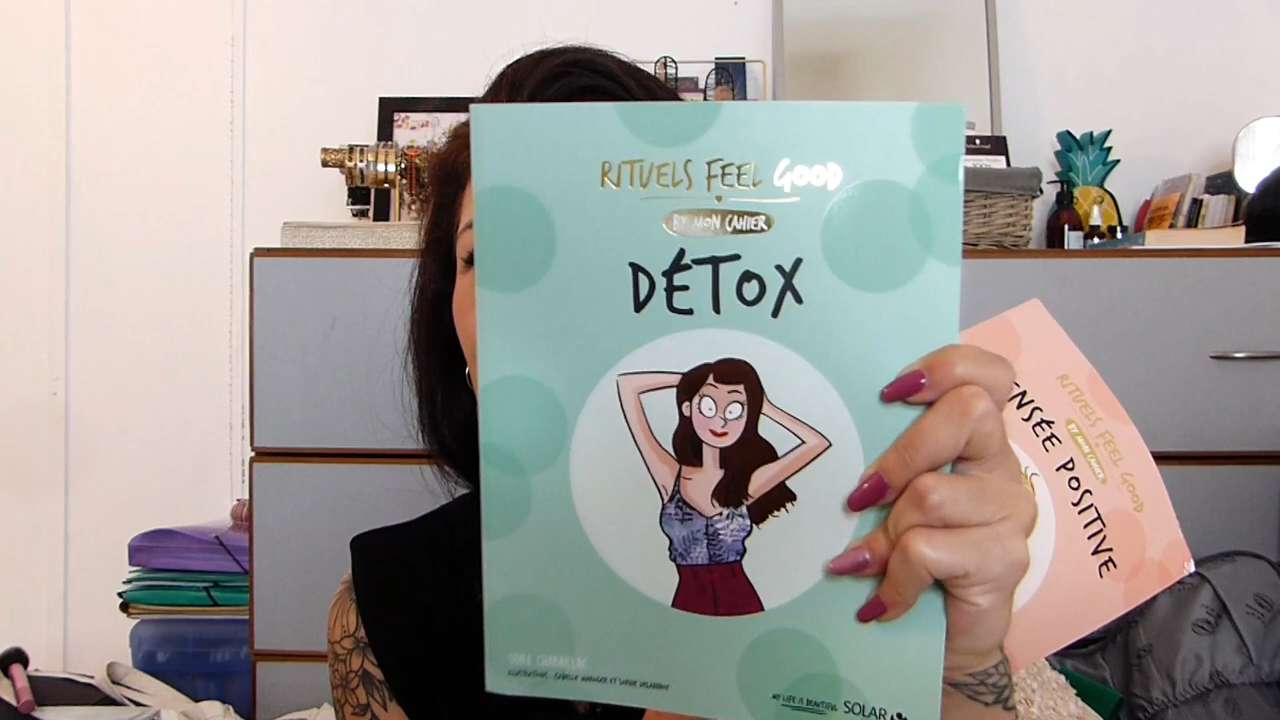 RITUELS FEEL GOOD
BY MON CAHIER
DÉTOX
MY LIFE IS BEAUTIFUL SOLAR
RITUELS FEEL GOOD
BY MON CAHIER
ENSÉE POSITIVE